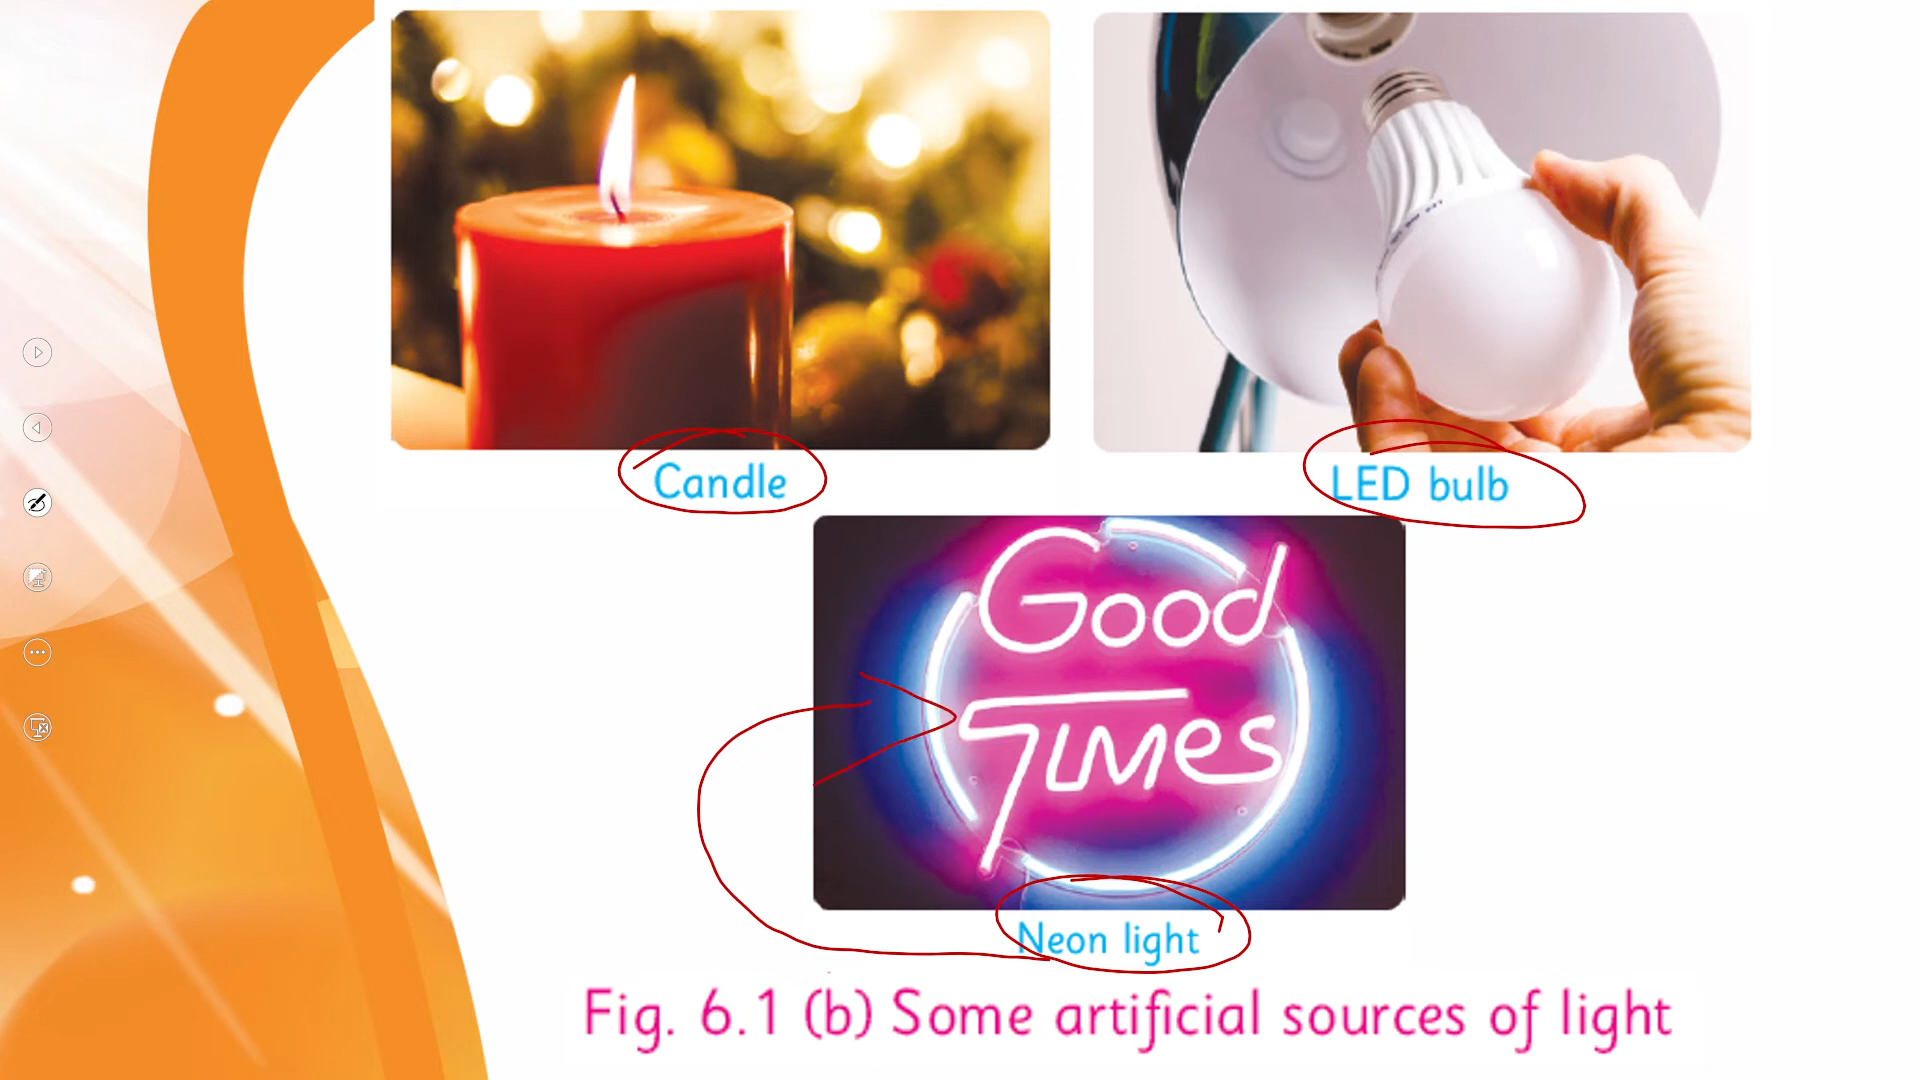 Candle
LED bulb
Good
Times
Neon light
Fig. 6.1 (b) Some artificial sources of light